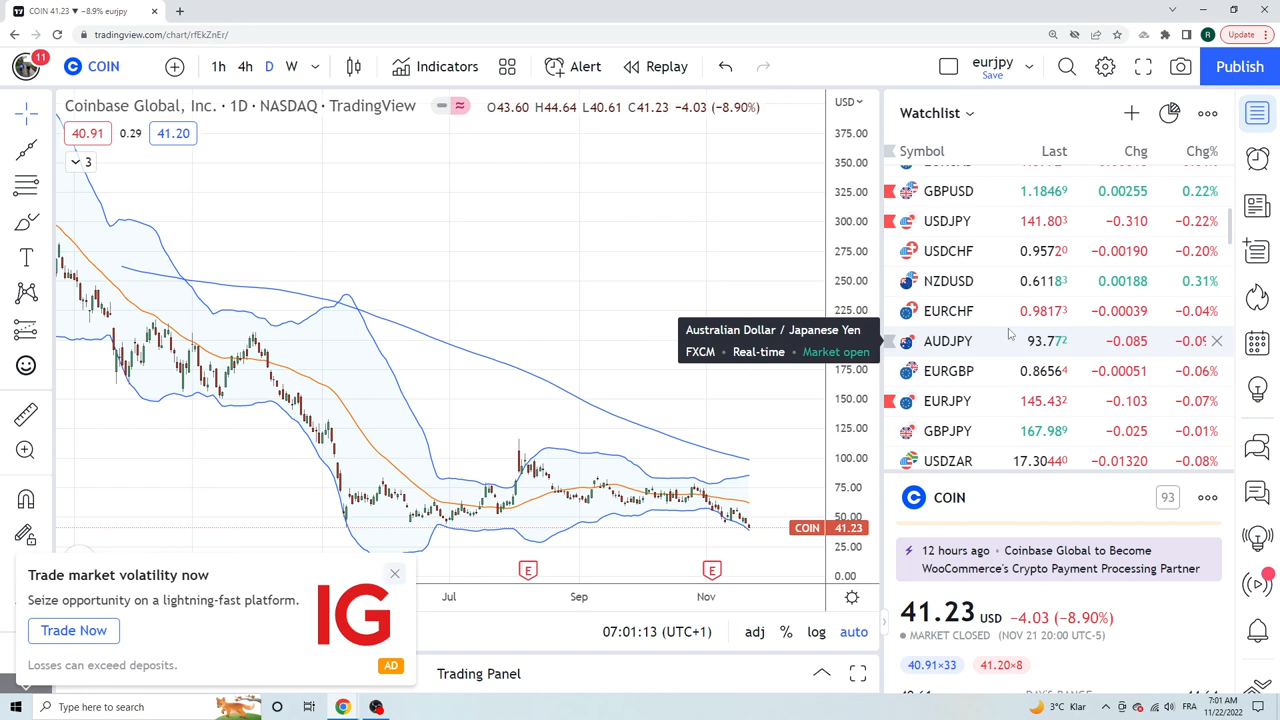 COIN 41.23 ▼ −8.9% eurjpy
tradingview.com/chart/rfEkZnEr/
R
Update
11
COIN
1h 4h D W
Indicators
Alert
Replay
eurjpy
Save
Publish
Coinbase Global, Inc. · 1D · NASDAQ · TradingView
O43.60 H44.64 L40.61 C41.23 −4.03 (−8.90%)
USD
40.91 0.29 41.20
3
375.00
350.00
325.00
300.00
275.00
250.00
225.00
175.00
150.00
125.00
100.00
75.00
50.00
COIN 41.23
25.00
0.00
E E
Jul Sep Nov
Australian Dollar / Japanese Yen
FXCM • Real-time • Market open
07:01:13 (UTC+1) adj % log auto
Trading Panel
Trade market volatility now
Seize opportunity on a lightning-fast platform.
Trade Now
Losses can exceed deposits.
IG
AD
Watchlist
Symbol Last Chg Chg%
GBPUSD 1.18469 0.00255 0.22%
USDJPY 141.803 −0.310 −0.22%
USDCHF 0.95720 −0.00190 −0.20%
NZDUSD 0.61183 0.00188 0.31%
EURCHF 0.98173 −0.00039 −0.04%
AUDJPY 93.772 −0.085
EURGBP 0.86564 −0.00051 −0.06%
EURJPY 145.432 −0.103 −0.07%
GBPJPY 167.989 −0.025 −0.01%
USDZAR 17.30440 −0.01320 −0.08%
COIN 93
12 hours ago • Coinbase Global to Become
WooCommerce's Crypto Payment Processing Partner
41.23 USD −4.03 (−8.90%)
MARKET CLOSED (NOV 21 20:00 UTC-5)
40.91×33 41.20×8
Type here to search
3°C Klar
FRA
7:01 AM
11/22/2022